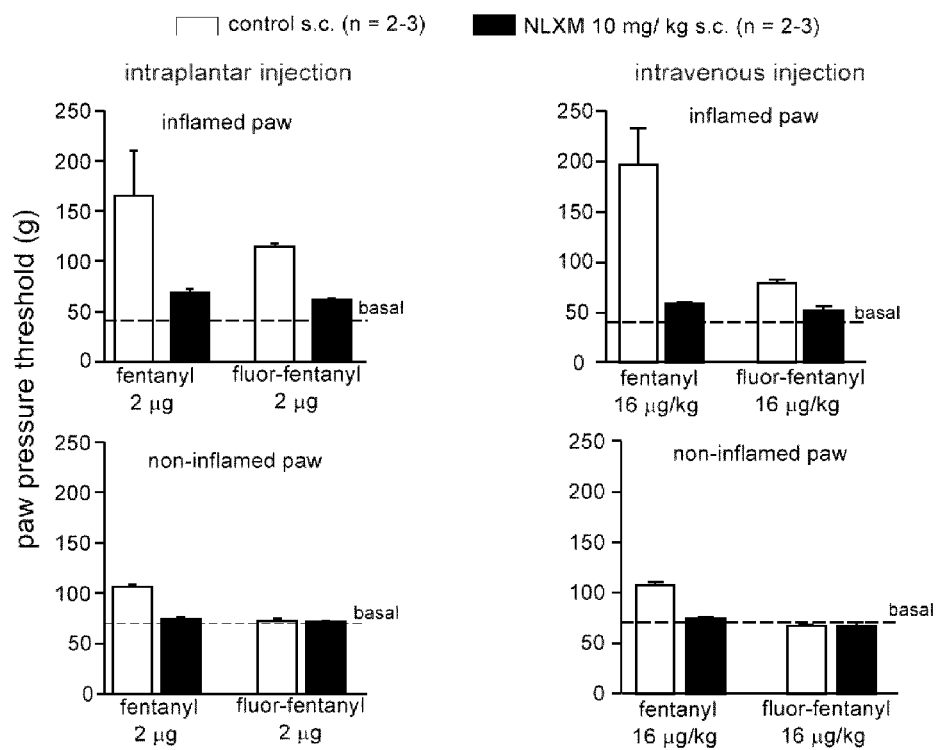 control s.c. (n = 2-3) NLXM 10 mg/ kg s.c. (n = 2-3)
intraplantar injection
intravenous injection
paw pressure threshold (g)
inflamed paw
250
200
150
100
50
0
basal
fentanyl fluor-fentanyl
2 μg 2 μg
inflamed paw
250
200
150
100
50
0
basal
fentanyl fluor-fentanyl
16 μg/kg 16 μg/kg
non-inflamed paw
250
200
150
100
50
0
basal
fentanyl fluor-fentanyl
2 μg 2 μg
non-inflamed paw
250
200
150
100
50
0
basal
fentanyl fluor-fentanyl
16 μg/kg 16 μg/kg